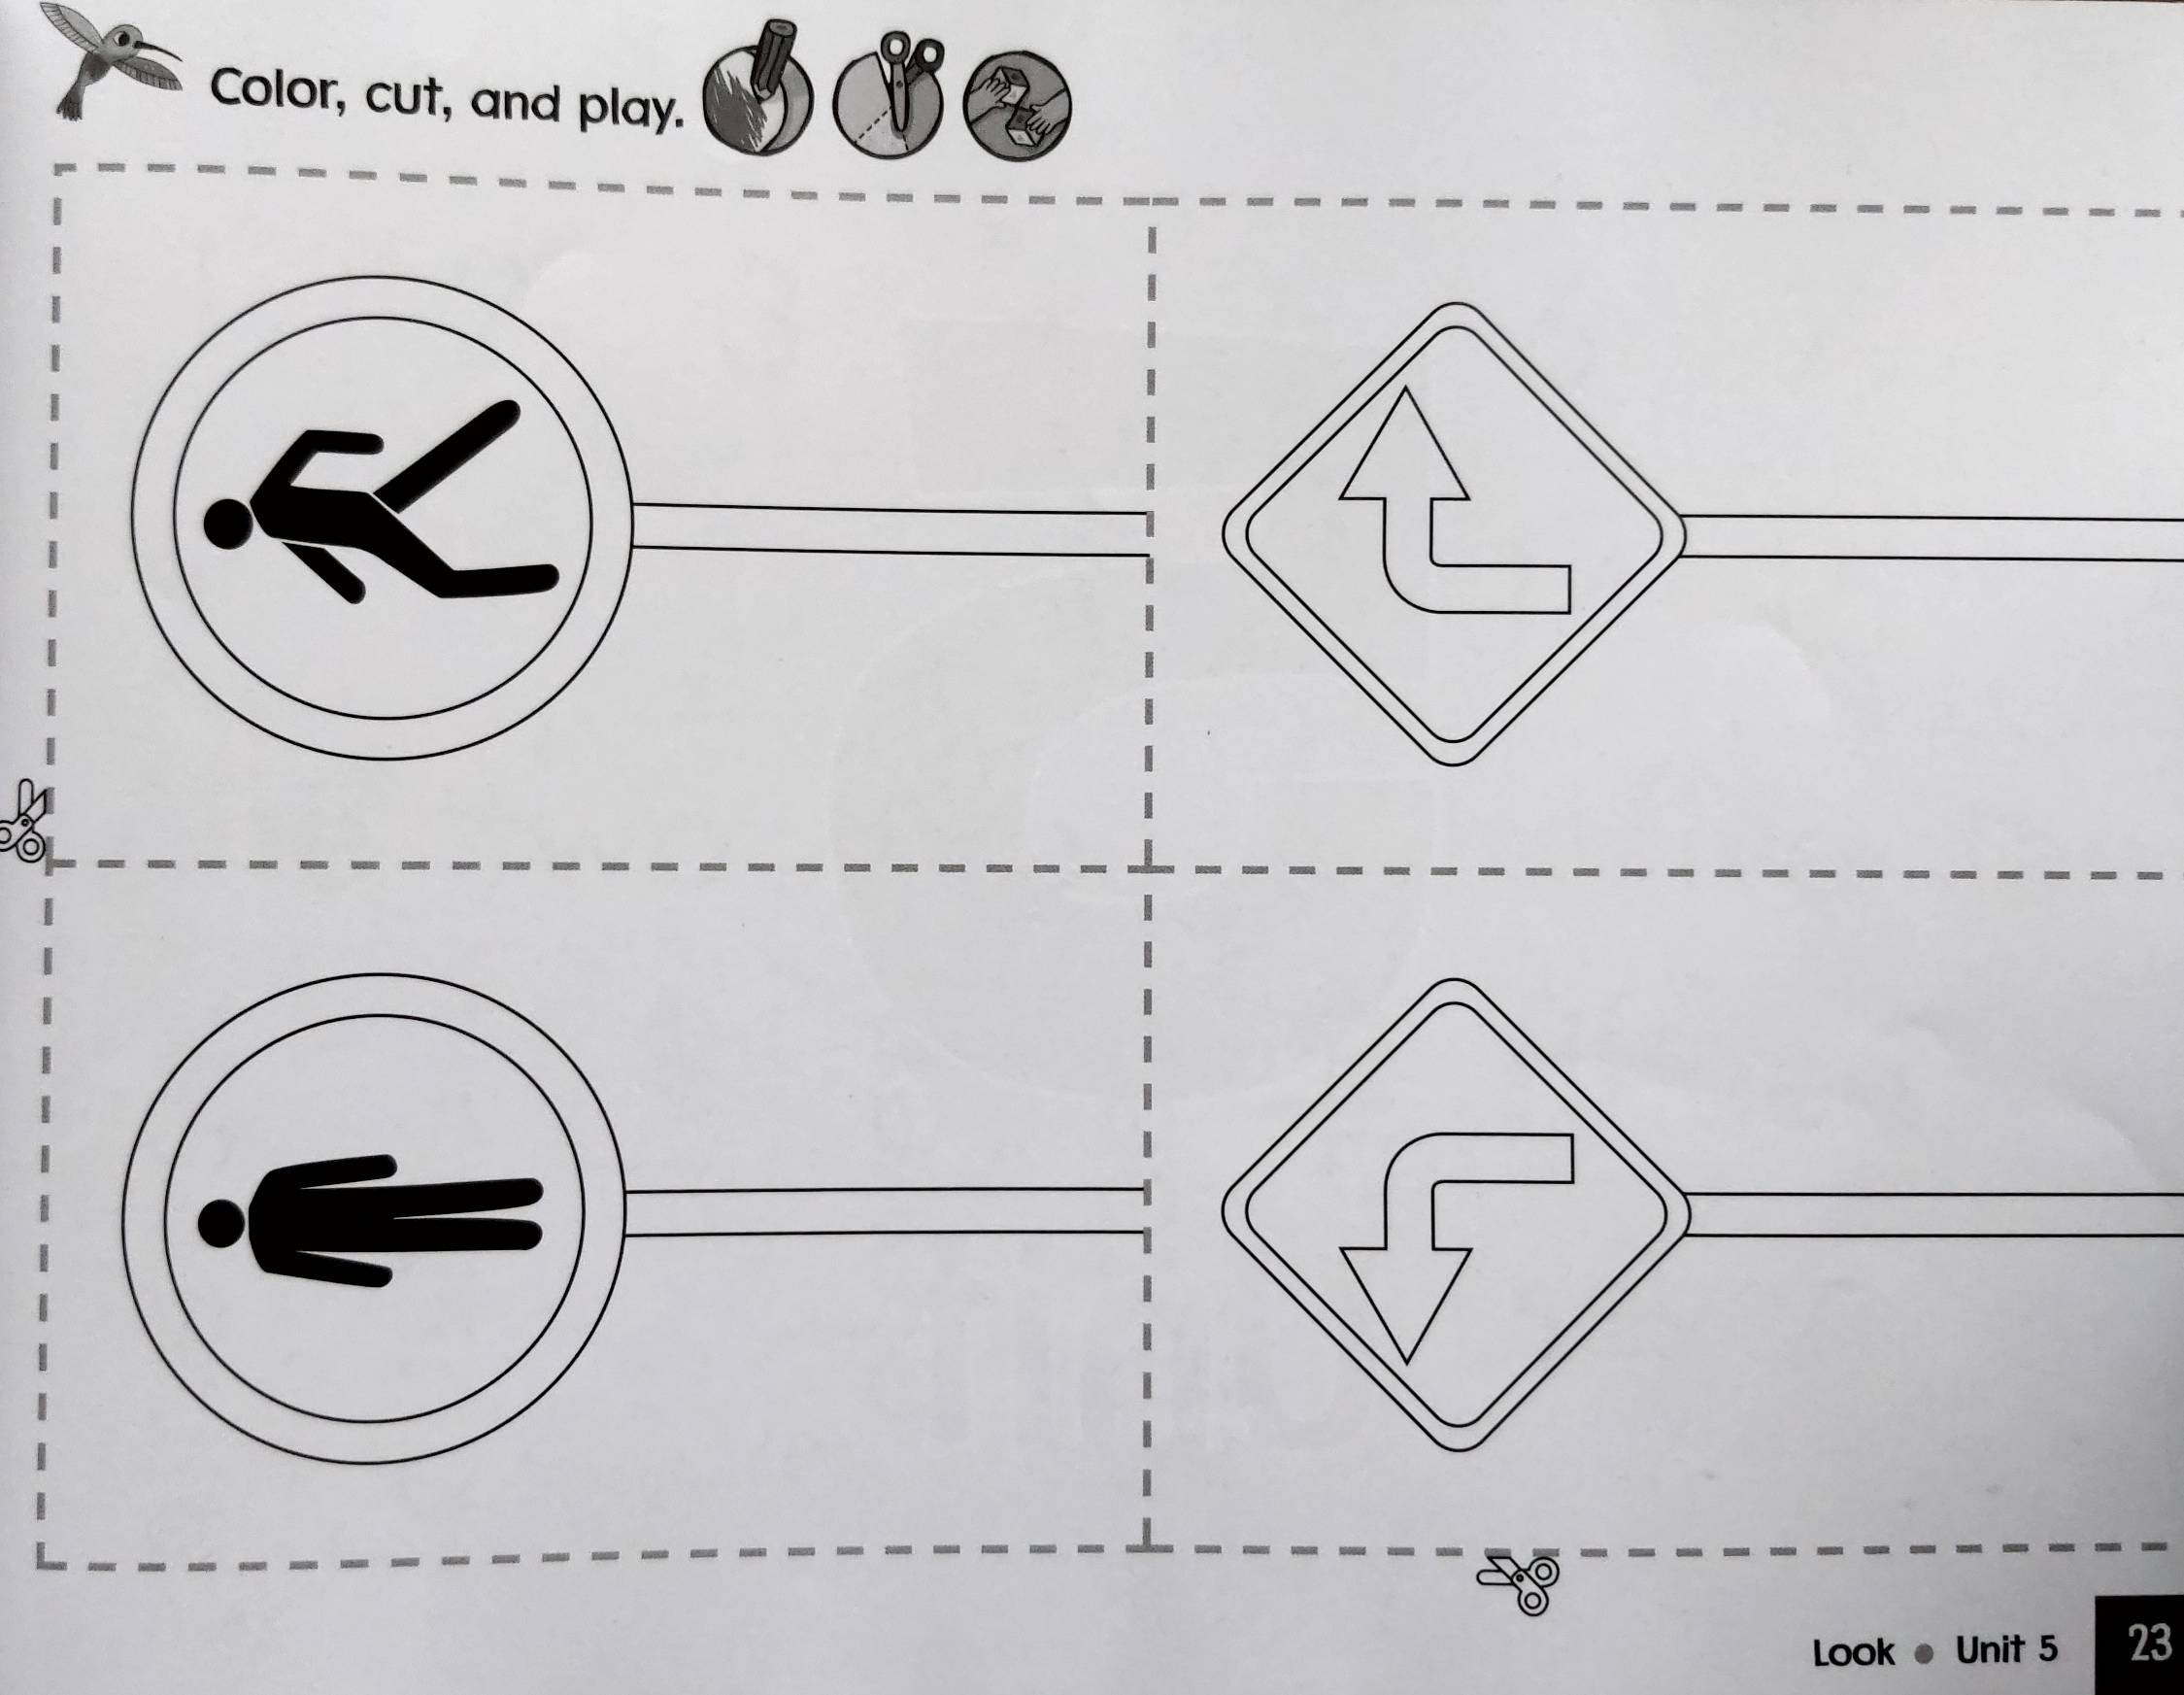 Color, cut, and play.
Look • Unit 5
23